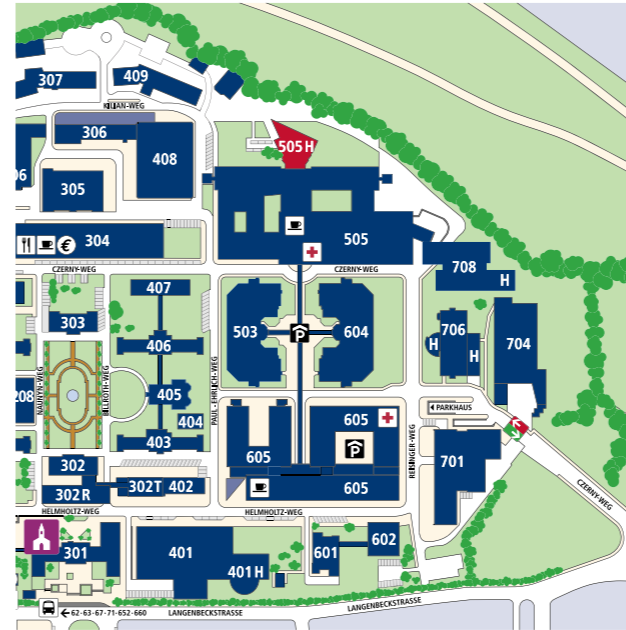 307
409
KILIAN-WEG
306
408
505 H
06
305
304
€
505
CZERNY-WEG
CZERNY-WEG
708
H
407
303
503
P
604
706
H
H
704
406
NAUNYN-WEG
BILLROTH-WEG
PAUL-EHRLICH-WEG
208
405
404
403
605
PARKHAUS
REISINGER-WEG
605
P
701
302
302 R
302 T
402
605
CZERNY-WEG
HELMHOLTZ-WEG
HELMHOLTZ-WEG
301
401
401 H
601
602
62-63-67-71-652-660
LANGENBECKSTRASSE
LANGENBECKSTRASSE